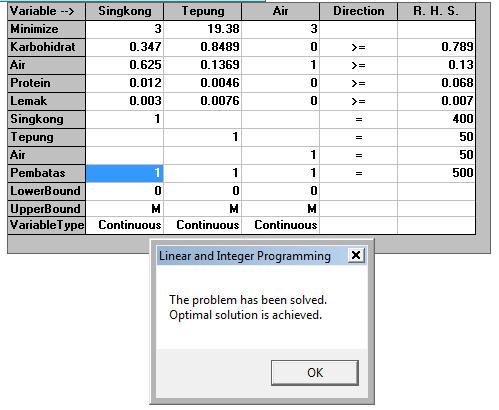 Variable --> Singkong Tepung Air Direction R. H. S.
Minimize 3 19.38 3
Karbohidrat 0.347 0.8489 0 >= 0.789
Air 0.625 0.1369 1 >= 0.13
Protein 0.012 0.0046 0 >= 0.068
Lemak 0.003 0.0076 0 >= 0.007
Singkong 1 = 400
Tepung 1 = 50
Air 1 = 50
Pembatas 1 1 1 = 500
LowerBound 0 0 0
UpperBound M M M
VariableType Continuous Continuous Continuous
Linear and Integer Programming
The problem has been solved.
Optimal solution is achieved.
OK